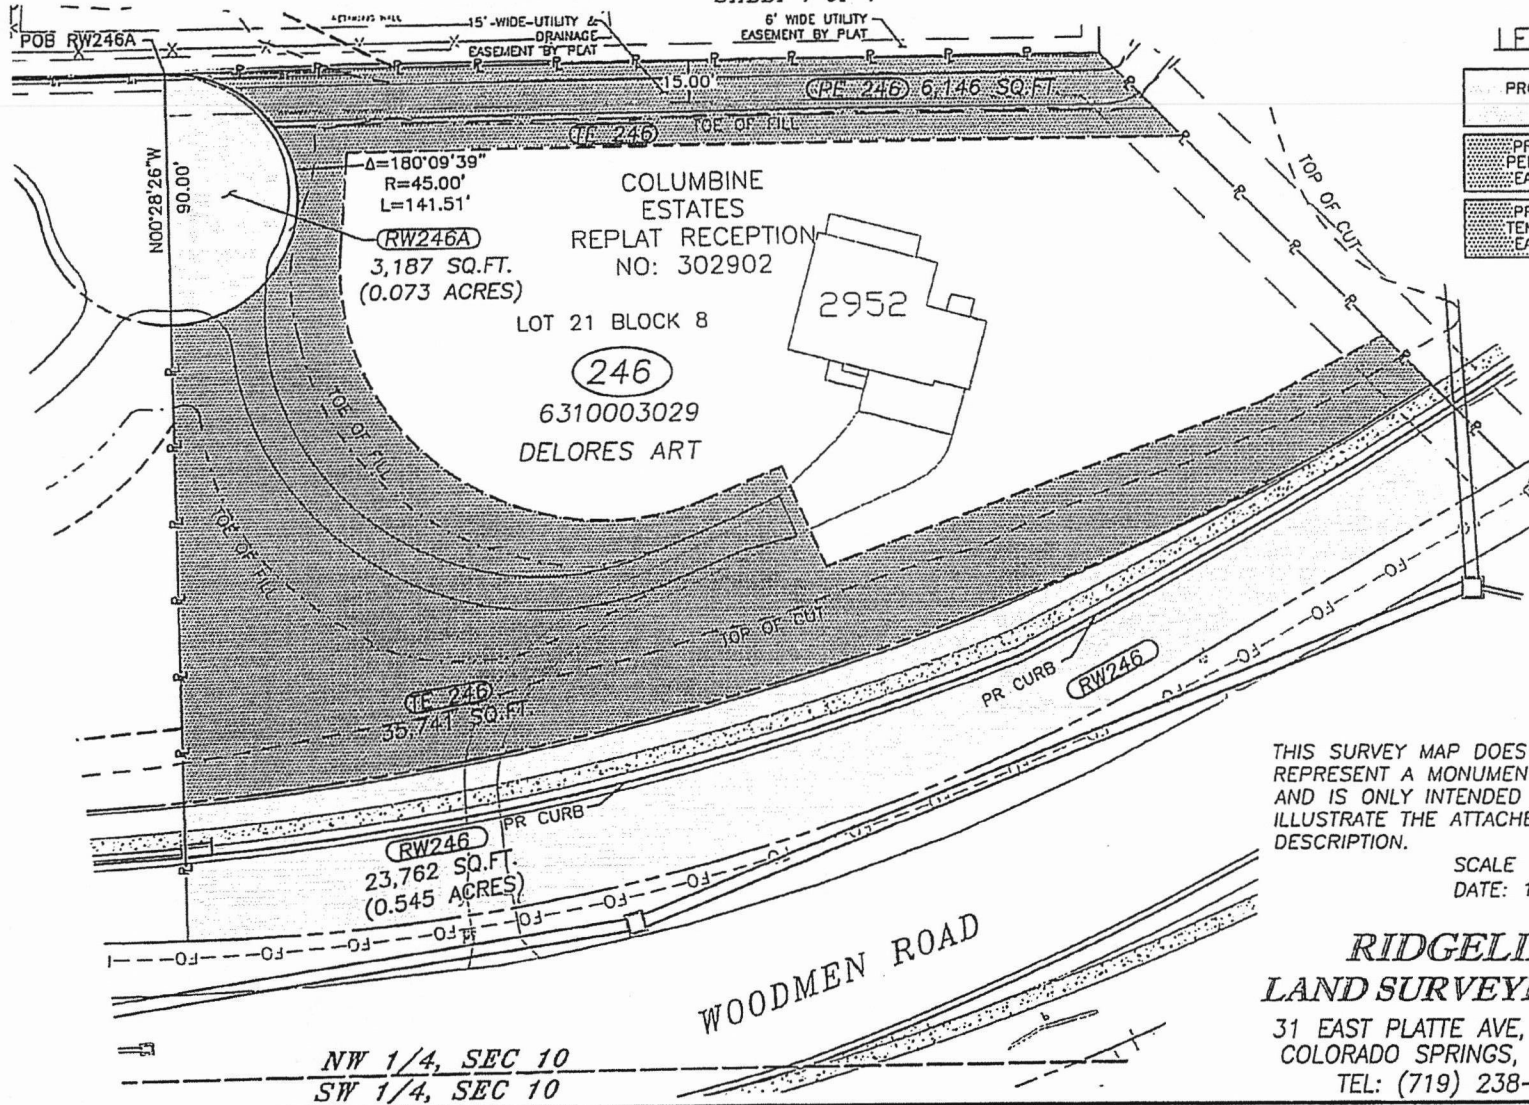 POB RW246A
15'-WIDE-UTILITY &
DRAINAGE
EASEMENT BY PLAT
6' WIDE UTILITY
EASEMENT BY PLAT
15.00'
PE 246 6,146 SQ.FT.
TE 246
TOE OF FILL
N00°28'26"W
90.00'
Δ=180°09'39"
R=45.00'
L=141.51'
RW246A
3,187 SQ.FT.
(0.073 ACRES)
COLUMBINE
ESTATES
REPLAT RECEPTION
NO: 302902
LOT 21 BLOCK 8
246
6310003029
DELORES ART
2952
TOP OF CUT
TOE OF FILL
TOE OF FILL
TOP OF CUT
TE 246
35,741 SQ.FT.
PR CURB
RW246
PR CURB
RW246
23,762 SQ.FT.
(0.545 ACRES)
FO FO FO FO FO FO
WOODMEN ROAD
NW 1/4, SEC 10
SW 1/4, SEC 10
THIS SURVEY MAP DOES
REPRESENT A MONUMEN
AND IS ONLY INTENDED
ILLUSTRATE THE ATTACHE
DESCRIPTION.
SCALE
DATE: 1
RIDGELI
LAND SURVEY
31 EAST PLATTE AVE,
COLORADO SPRINGS,
TEL: (719) 238-